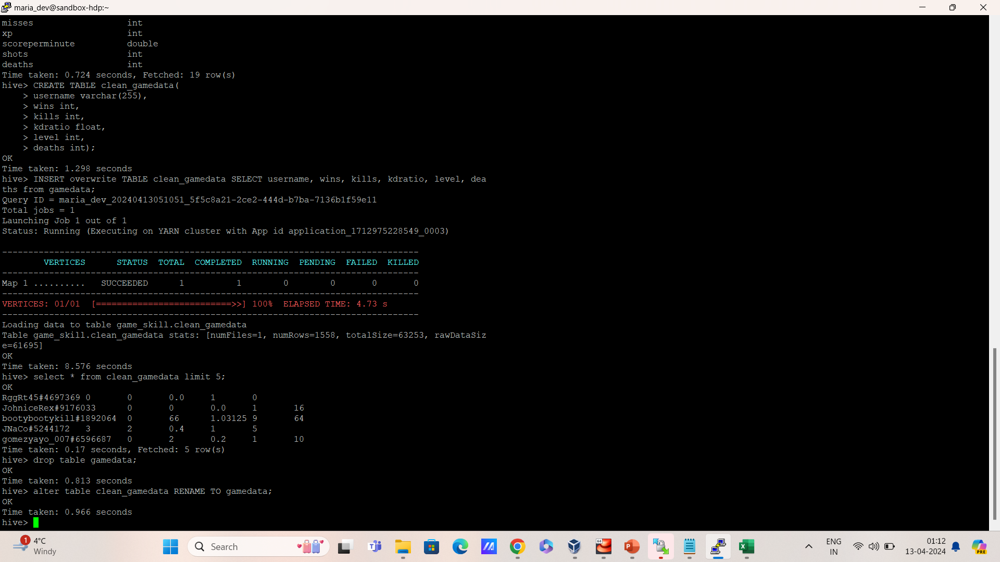 maria_dev@sandbox-hdp:~
misses int
xp int
scoreperminute double
shots int
deaths int
Time taken: 0.724 seconds, Fetched: 19 row(s)
hive> CREATE TABLE clean_gamedata(
> username varchar(255),
> wins int,
> kills int,
> kdratio float,
> level int,
> deaths int);
OK
Time taken: 1.298 seconds
hive> INSERT overwrite TABLE clean_gamedata SELECT username, wins, kills, kdratio, level, dea
ths from gamedata;
Query ID = maria_dev_20240413051051_5f5c8a21-2ce2-444d-b7ba-7136b1f59e11
Total jobs = 1
Launching Job 1 out of 1
Status: Running (Executing on YARN cluster with App id application_1712975228549_0003)
--------------------------------------------------------------------------------
VERTICES STATUS TOTAL COMPLETED RUNNING PENDING FAILED KILLED
--------------------------------------------------------------------------------
Map 1 .......... SUCCEEDED 1 1 0 0 0 0
--------------------------------------------------------------------------------
VERTICES: 01/01 [==========================>>] 100% ELAPSED TIME: 4.73 s
--------------------------------------------------------------------------------
Loading data to table game_skill.clean_gamedata
Table game_skill.clean_gamedata stats: [numFiles=1, numRows=1558, totalSize=63253, rawDataSiz
e=61695]
OK
Time taken: 8.576 seconds
hive> select * from clean_gamedata limit 5;
OK
RggRt45#4697369 0 0 0.0 1 0
JohniceRex#9176033 0 0 0.0 1 16
bootybootykill#1892064 0 66 1.03125 9 64
JNaCo#5244172 3 2 0.4 1 5
gomezyayo_007#6596687 0 2 0.2 1 10
Time taken: 0.17 seconds, Fetched: 5 row(s)
hive> drop table gamedata;
OK
Time taken: 0.813 seconds
hive> alter table clean_gamedata RENAME TO gamedata;
OK
Time taken: 0.966 seconds
hive>
1
4°C
Windy
Search
64
ENG
IN
01:12
13-04-2024
PRE